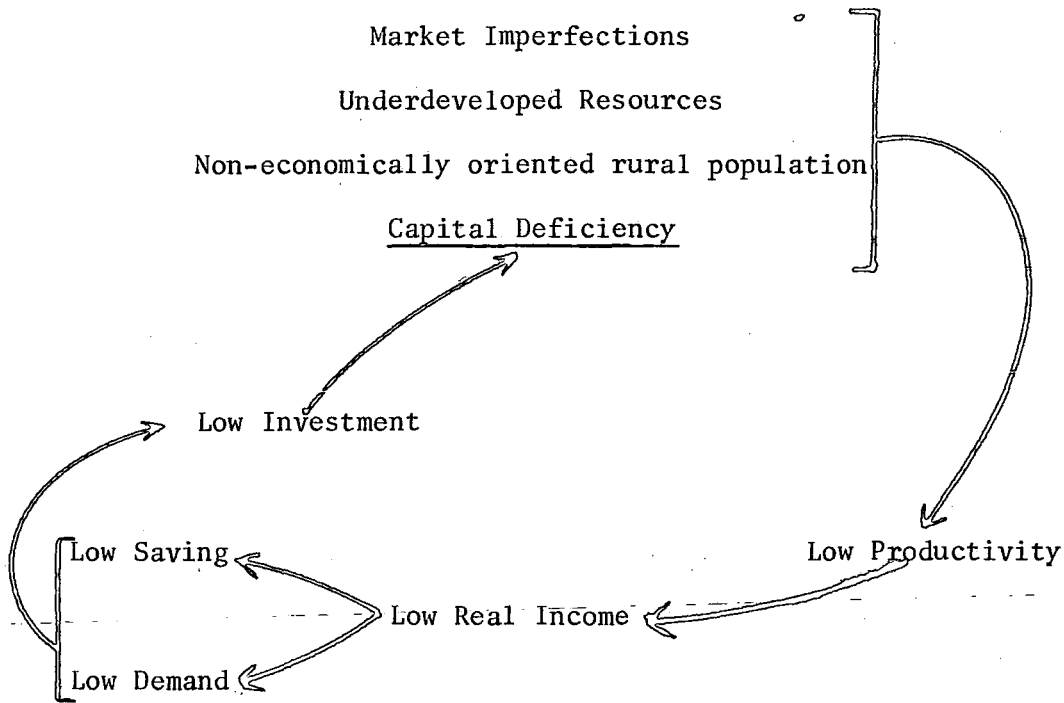 Market Imperfections
Underdeveloped Resources
Non-economically oriented rural population
Capital Deficiency
Low Investment
Low Saving
Low Productivity
Low Real Income
Low Demand